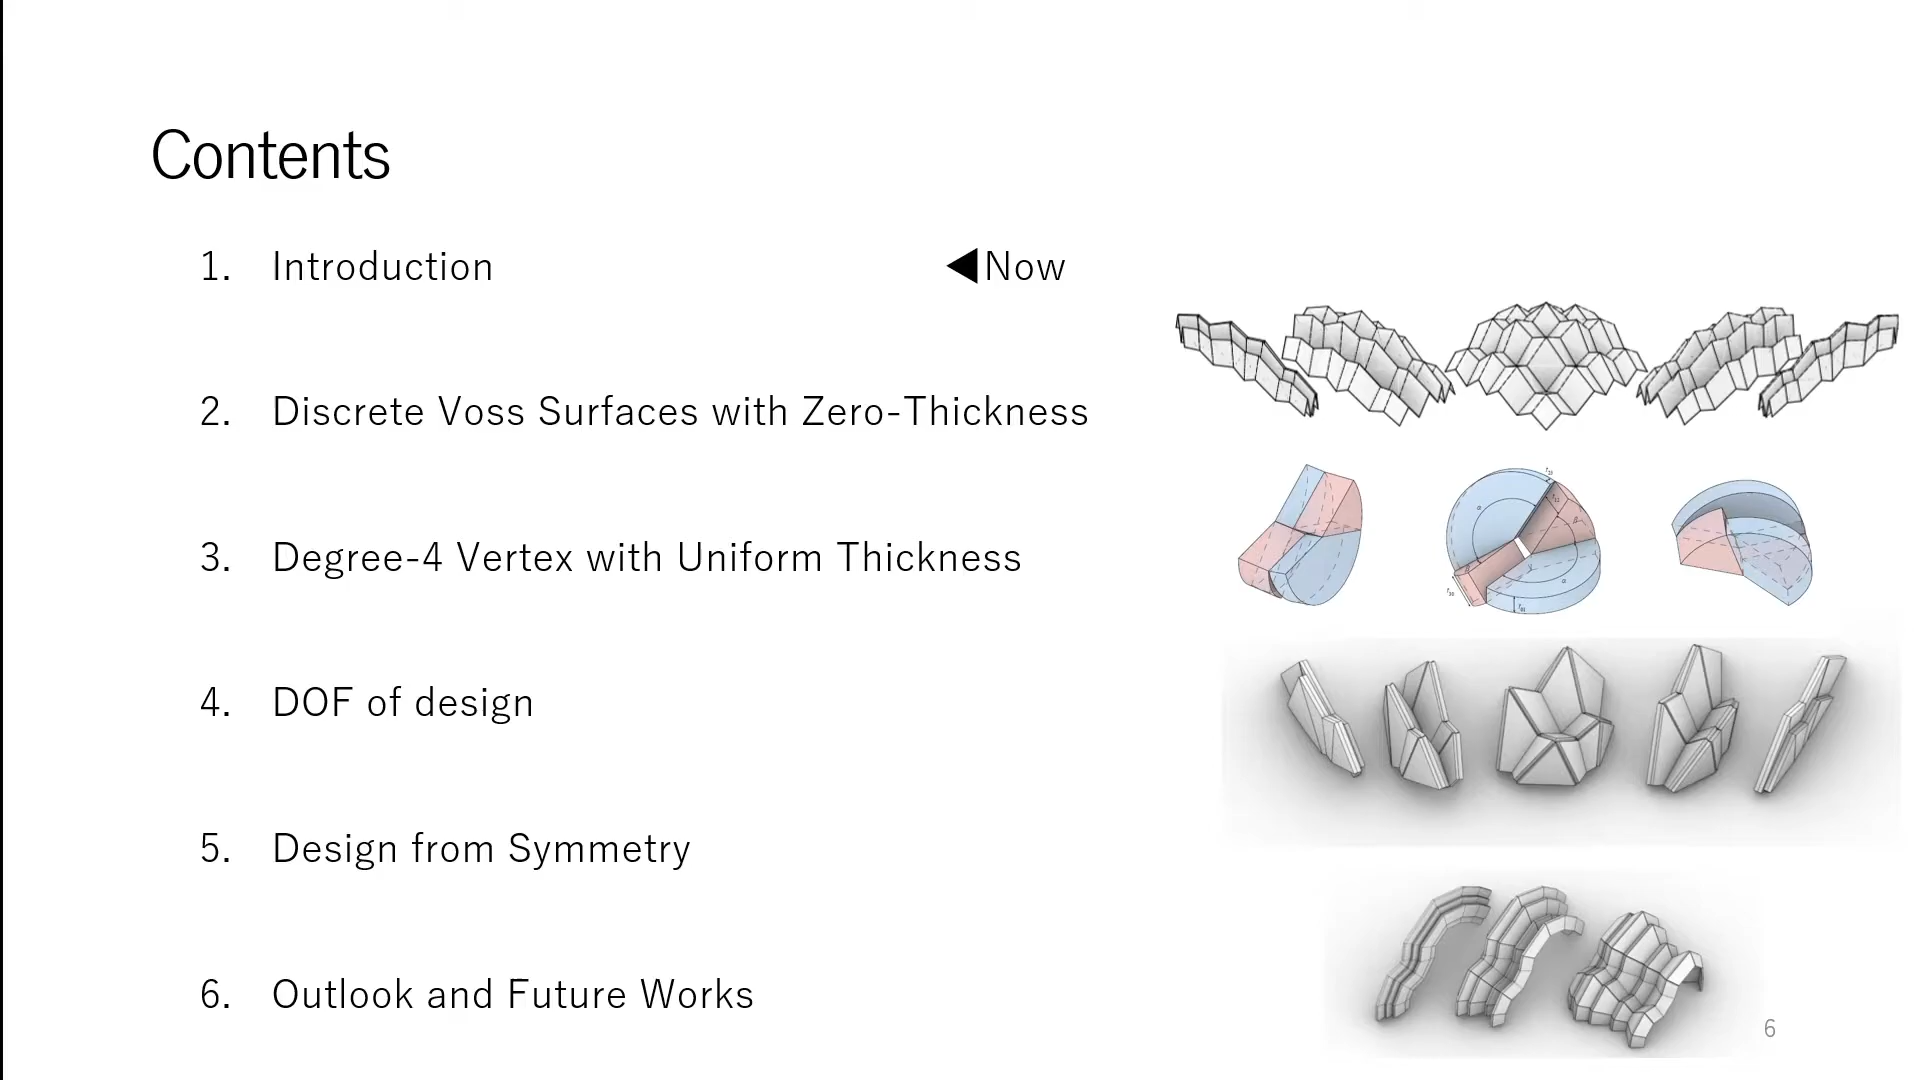 Contents
1. Introduction ◀Now
2. Discrete Voss Surfaces with Zero-Thickness
3. Degree-4 Vertex with Uniform Thickness
4. DOF of design
5. Design from Symmetry
6. Outlook and Future Works
6